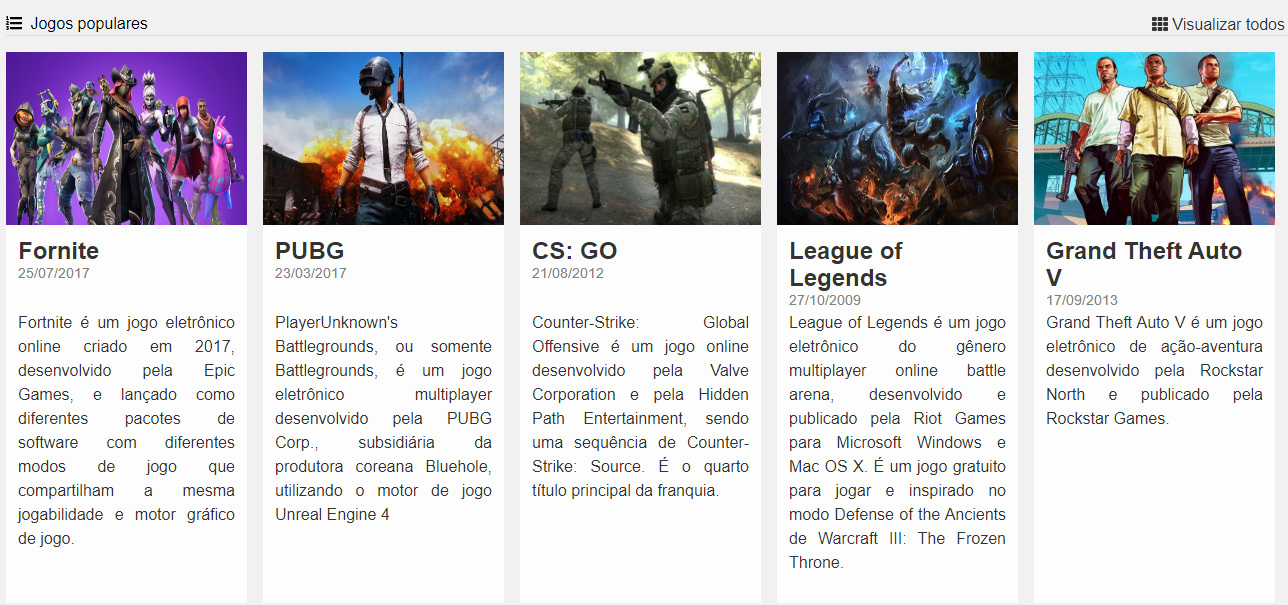 Jogos populares
Visualizar todos
Fornite
25/07/2017
Fortnite é um jogo eletrônico
online criado em 2017,
desenvolvido pela Epic
Games, e lançado como
diferentes pacotes de
software com diferentes
modos de jogo que
compartilham a mesma
jogabilidade e motor gráfico
de jogo.
PUBG
23/03/2017
PlayerUnknown's
Battlegrounds, ou somente
Battlegrounds, é um jogo
eletrônico multiplayer
desenvolvido pela PUBG
Corp., subsidiária da
produtora coreana Bluehole,
utilizando o motor de jogo
Unreal Engine 4
CS: GO
21/08/2012
Counter-Strike: Global
Offensive é um jogo online
desenvolvido pela Valve
Corporation e pela Hidden
Path Entertainment, sendo
uma sequência de Counter-
Strike: Source. É o quarto
título principal da franquia.
League of
Legends
27/10/2009
League of Legends é um jogo
eletrônico do gênero
multiplayer online battle
arena, desenvolvido e
publicado pela Riot Games
para Microsoft Windows e
Mac OS X. É um jogo gratuito
para jogar e inspirado no
modo Defense of the Ancients
de Warcraft III: The Frozen
Throne.
Grand Theft Auto
V
17/09/2013
Grand Theft Auto V é um jogo
eletrônico de ação-aventura
desenvolvido pela Rockstar
North e publicado pela
Rockstar Games.